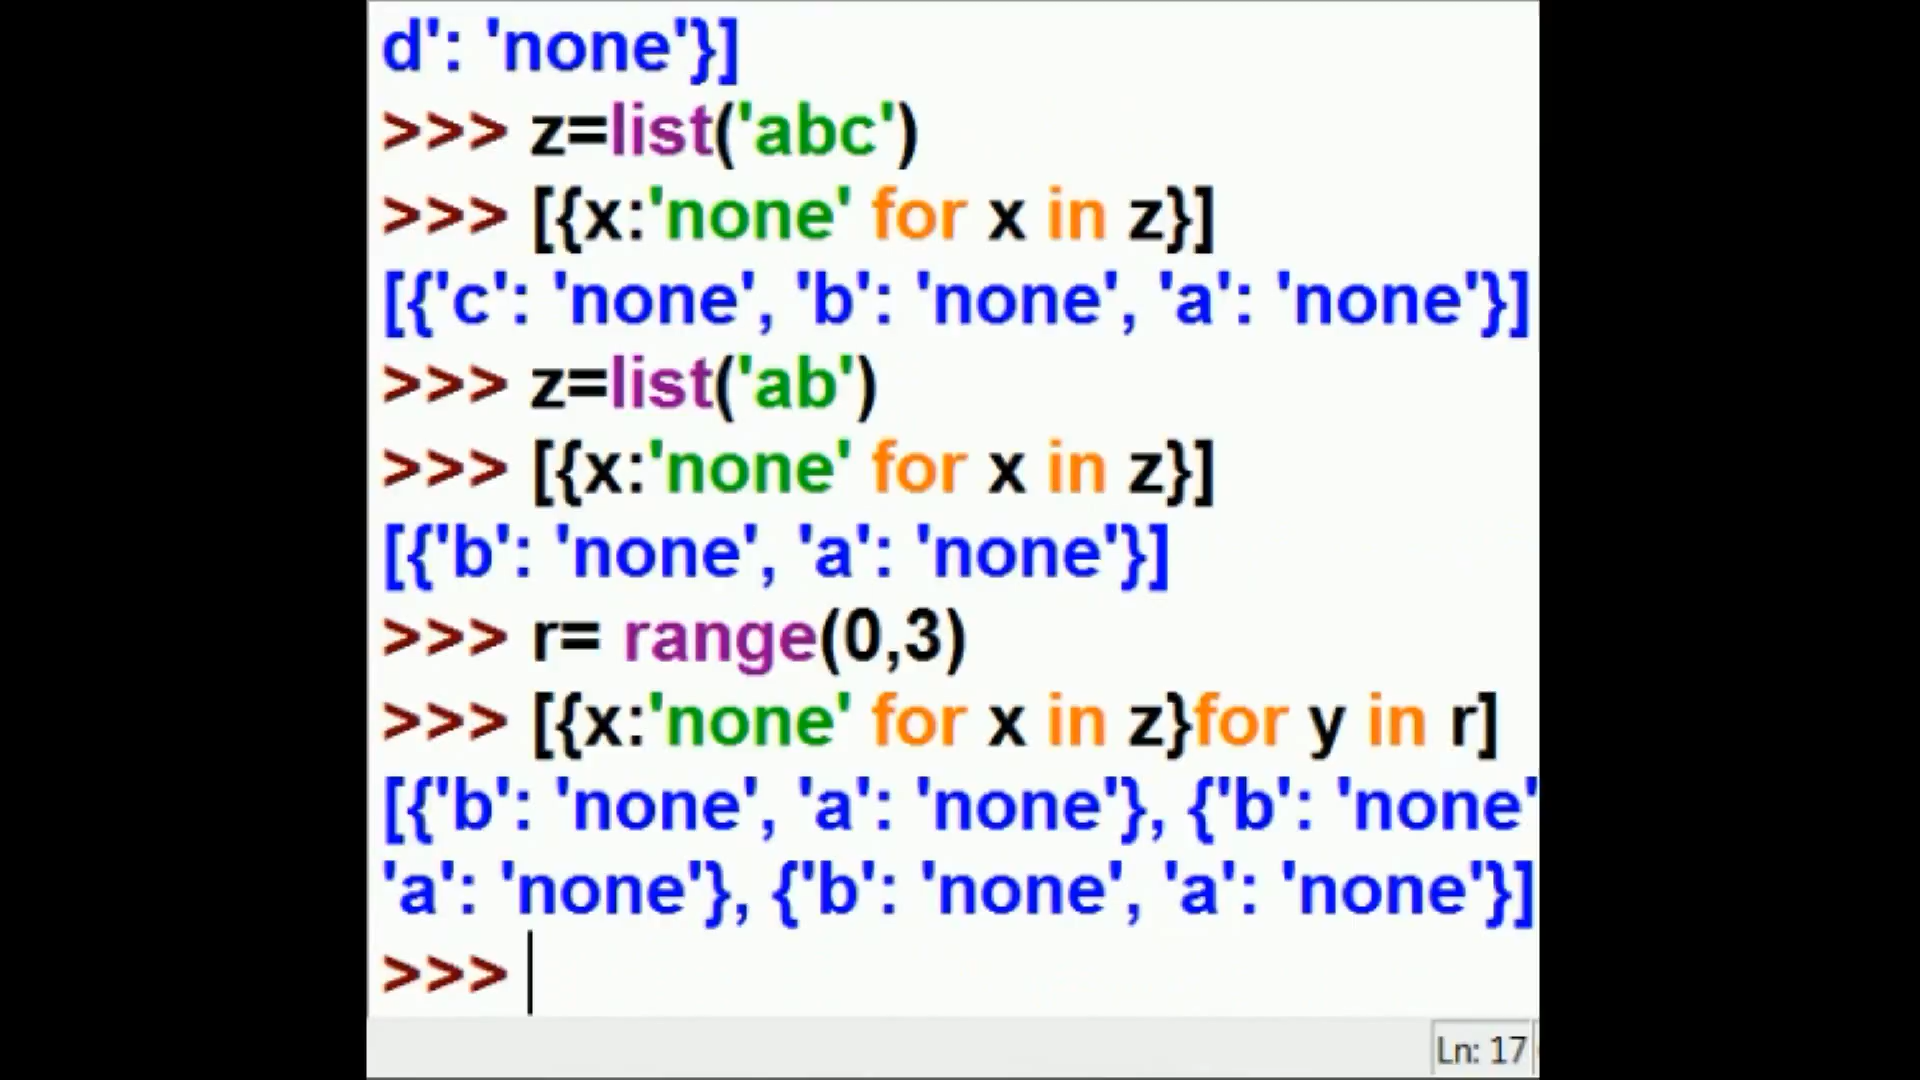 d': 'none'}]
>>> z=list('abc')
>>> [{x:'none' for x in z}]
[{'c': 'none', 'b': 'none', 'a': 'none'}]
>>> z=list('ab')
>>> [{x:'none' for x in z}]
[{'b': 'none', 'a': 'none'}]
>>> r= range(0,3)
>>> [{x:'none' for x in z}for y in r]
[{'b': 'none', 'a': 'none'}, {'b': 'none'
'a': 'none'}, {'b': 'none', 'a': 'none'}]
>>>
Ln: 17